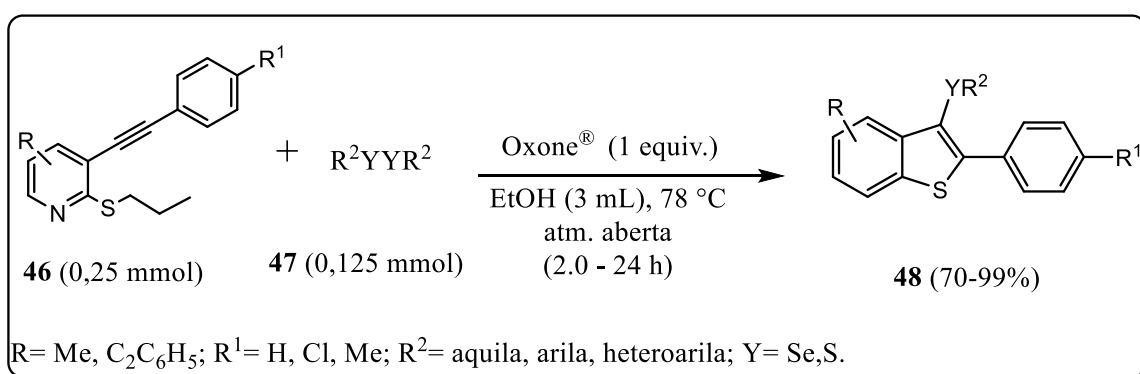 R¹
R
N
S
46 (0,25 mmol)
+
R²YYR²
47 (0,125 mmol)
Oxone® (1 equiv.)
EtOH (3 mL), 78 °C
atm. aberta
(2.0 - 24 h)
YR²
R
S
R¹
48 (70-99%)
R= Me, C₂C₆H₅; R¹= H, Cl, Me; R²= aquila, arila, heteroarila; Y= Se,S.